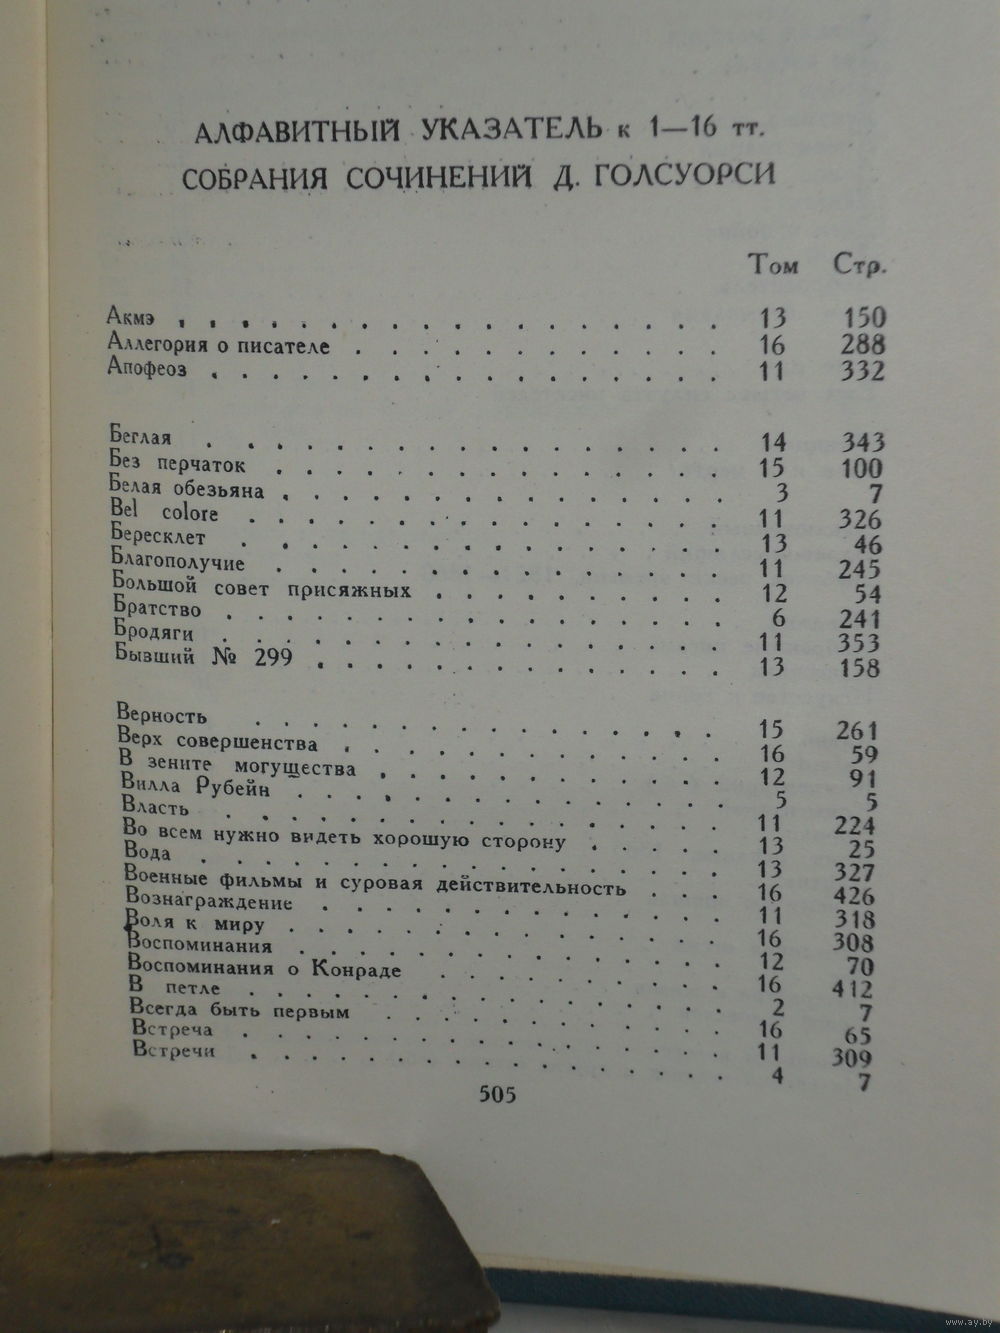 АЛФАВИТНЫЙ УКАЗАТЕЛЬ к 1—16 тт.
СОБРАНИЯ СОЧИНЕНИЙ Д. ГОЛСУОРСИ
Том Стр.
Акмэ . . . . . . . . . . . . . . . . . . 13 150
Аллегория о писателе . . . . . . . . . . . . 16 288
Апофеоз . . . . . . . . . . . . . . . . . 11 332
Беглая . . . . . . . . . . . . . . . . . 14 343
Без перчаток . . . . . . . . . . . . . . . 15 100
Белая обезьяна . . . . . . . . . . . . . . . 3 7
Bel colore . . . . . . . . . . . . . . . . 11 326
Бересклет . . . . . . . . . . . . . . . . 13 46
Благополучие . . . . . . . . . . . . . . . 11 245
Большой совет присяжных . . . . . . . . . . 12 54
Братство . . . . . . . . . . . . . . . . . 6 241
Бродяги . . . . . . . . . . . . . . . . . 11 353
Бызший № 299 . . . . . . . . . . . . . . 13 158
Верность . . . . . . . . . . . . . . . . 15 261
Верх совершенства . . . . . . . . . . . . . 16 59
В зените могущества . . . . . . . . . . . . 12 91
Вилла Рубейн . . . . . . . . . . . . . . . 5 5
Власть . . . . . . . . . . . . . . . . . 11 224
Во всем нужно видеть хорошую сторону . . . . . 13 25
Вода . . . . . . . . . . . . . . . . . . 13 327
Военные фильмы и суровая действительность . . . 16 426
Вознаграждение . . . . . . . . . . . . . . 11 318
Воля к миру . . . . . . . . . . . . . . . 16 308
Воспоминания . . . . . . . . . . . . . . . 12 70
Воспоминания о Конраде . . . . . . . . . . 16 412
В петле . . . . . . . . . . . . . . . . . 2 7
Всегда быть первым . . . . . . . . . . . . 16 65
Встреча . . . . . . . . . . . . . . . . . 11 309
Встречи . . . . . . . . . . . . . . . . . 4 7
505
www.ay.by